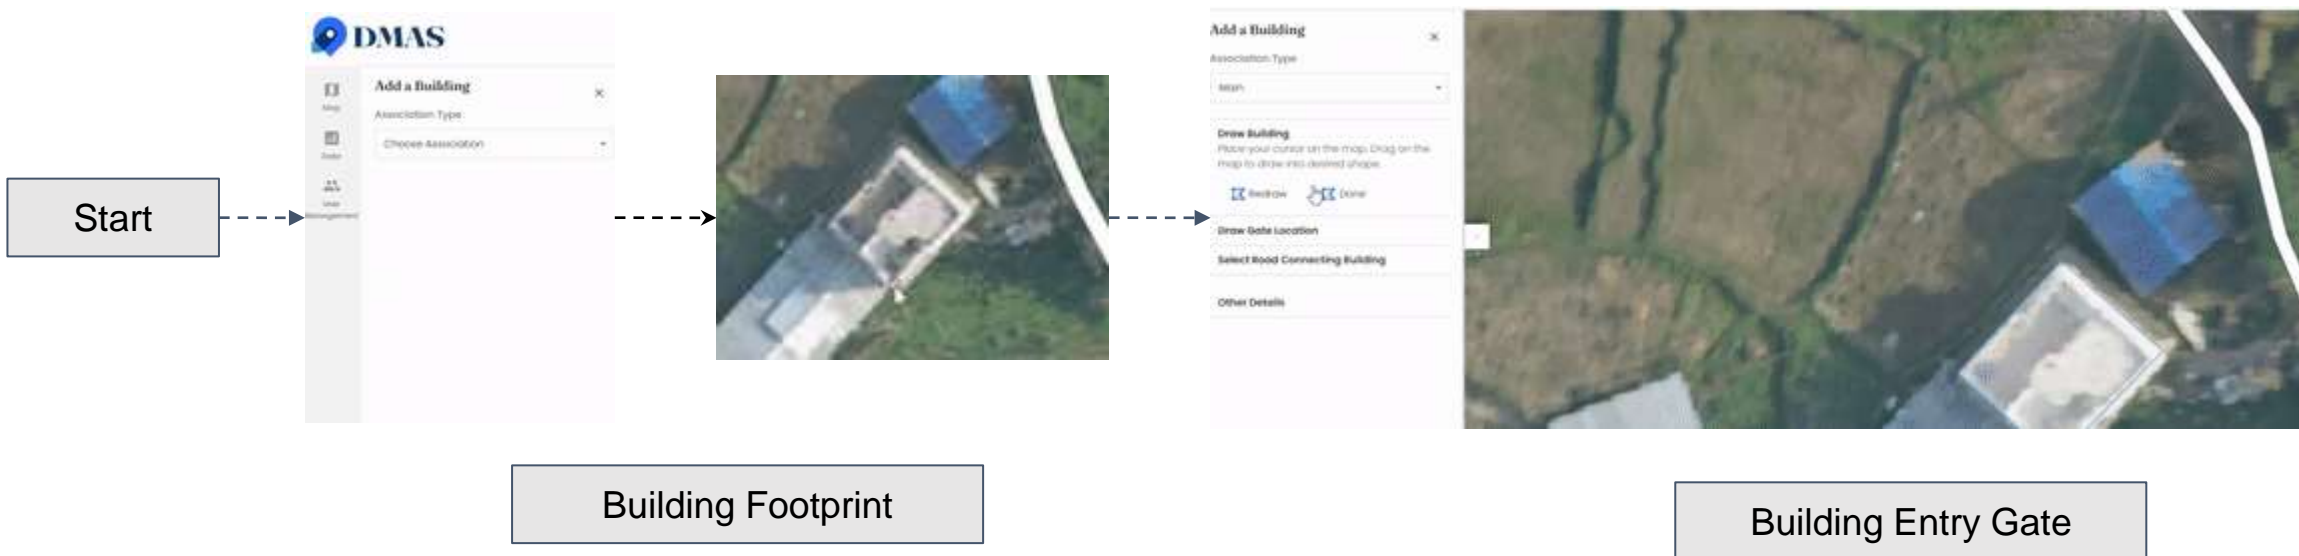 Start
DMAS
Map
Add a Building
Association Type
Choose Association
User
Management
Building Footprint
Add a Building
Association Type
Main
Draw Building
Place your cursor on the map. Drag on the
map to draw into desired shape.
Redraw
Done
Draw Gate Location
Select Road Connecting Building
Other Details
Building Entry Gate